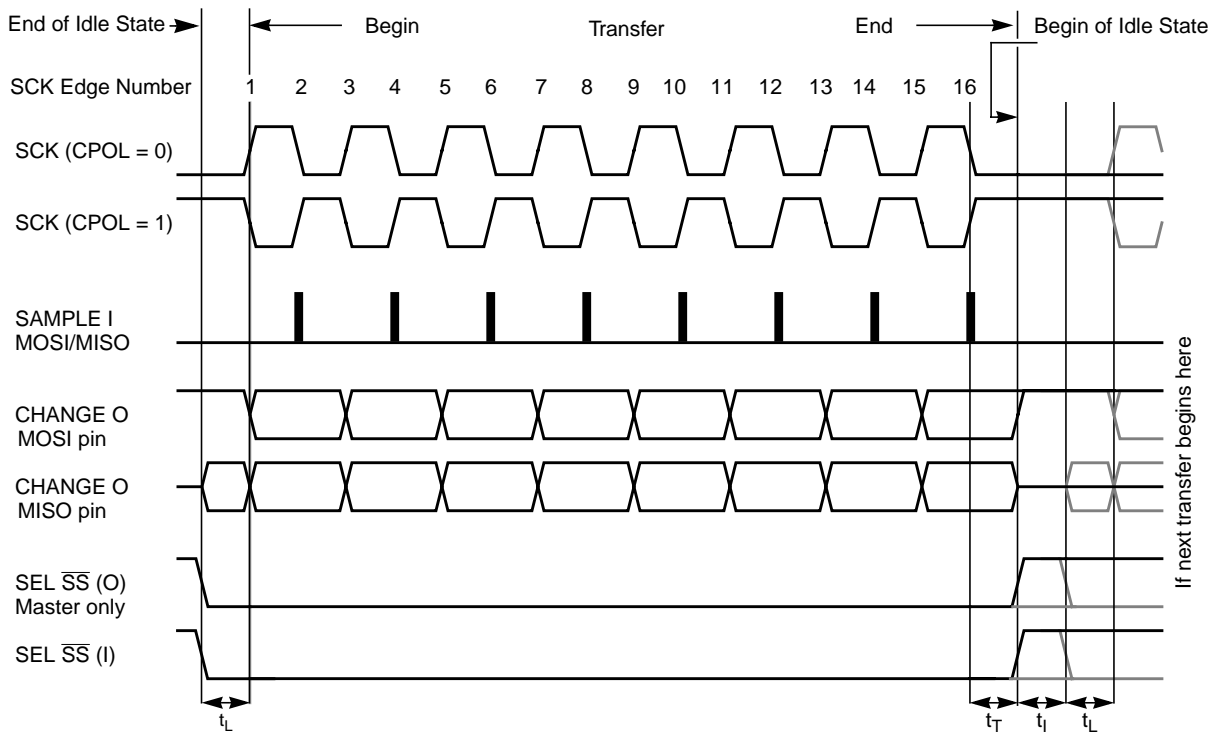 End of Idle State
Begin
Transfer
End
Begin of Idle State
SCK Edge Number
1 2 3 4 5 6 7 8 9 10 11 12 13 14 15 16
SCK (CPOL = 0)
SCK (CPOL = 1)
SAMPLE I
MOSI/MISO
CHANGE O
MOSI pin
CHANGE O
MISO pin
SEL S̅S̅ (O)
Master only
SEL S̅S̅ (I)
If next transfer begins here
tL
tT
tI
tL